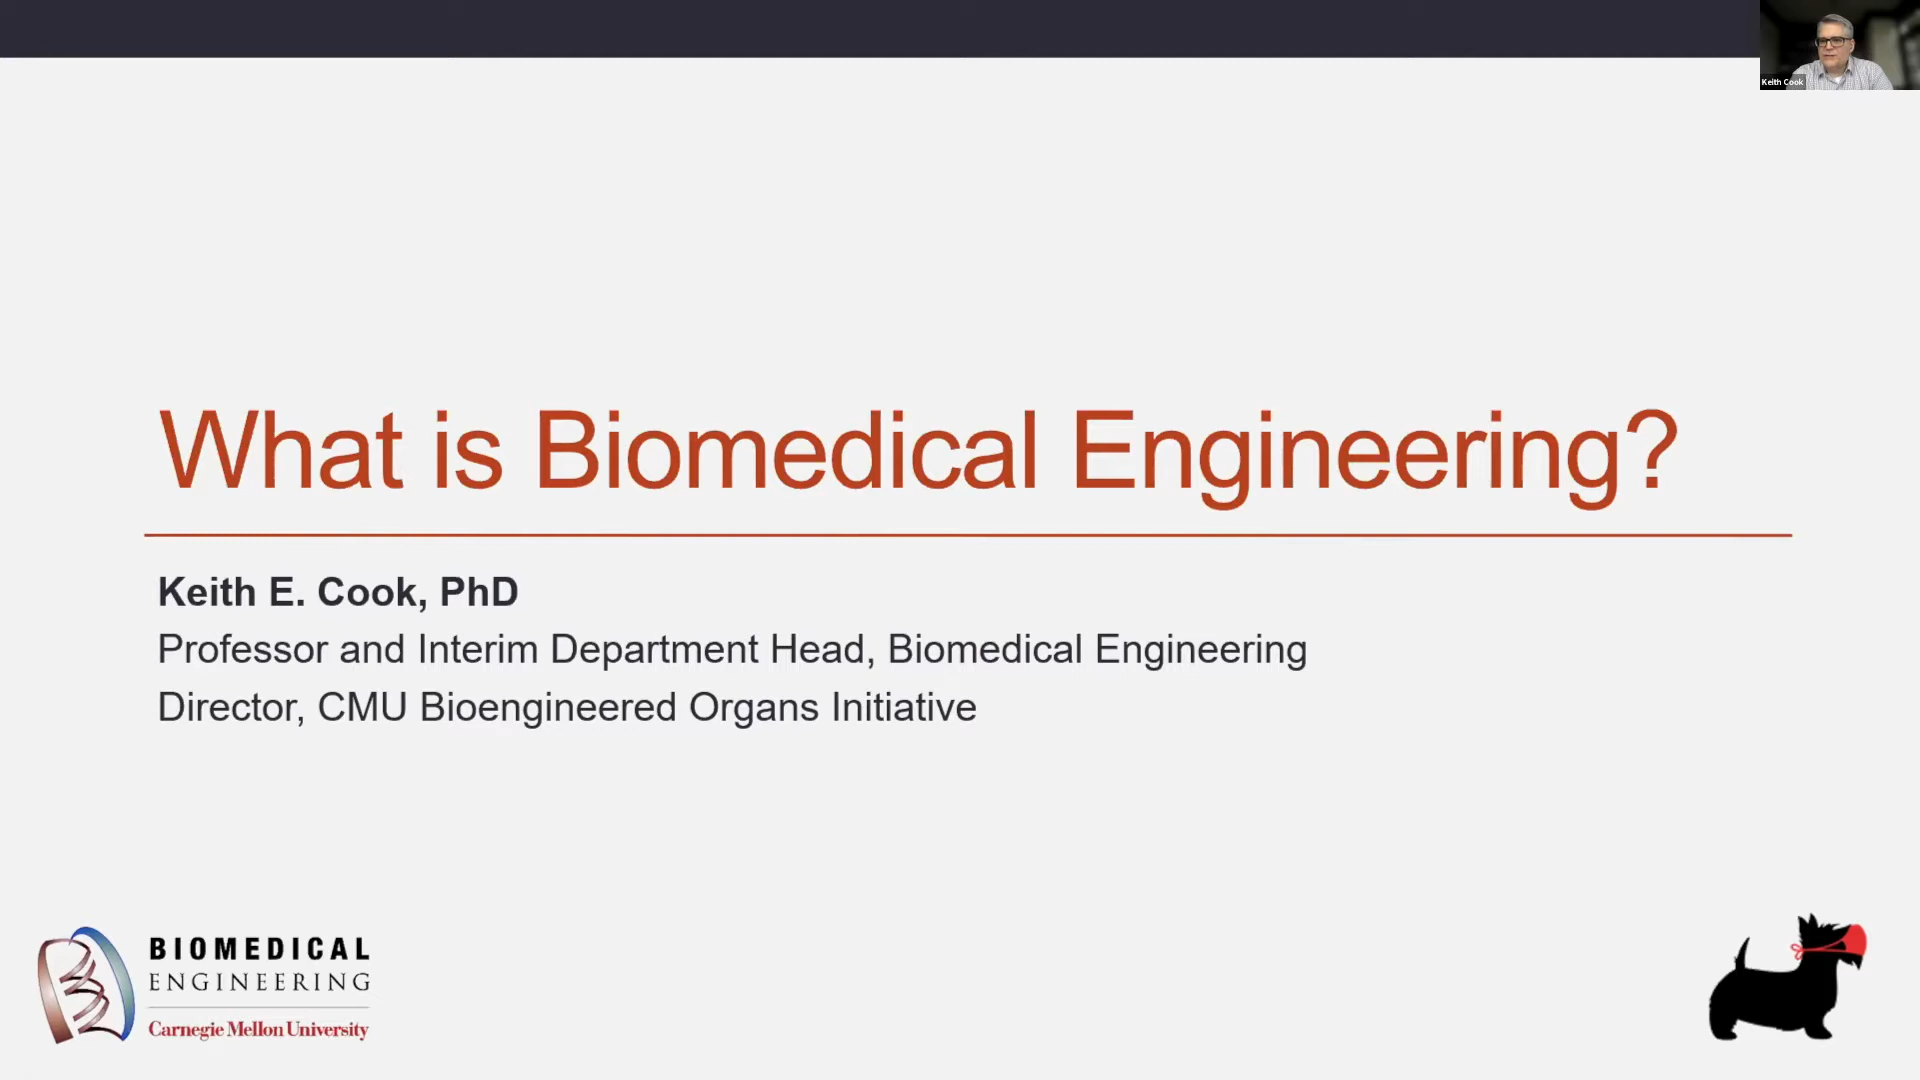 Keith Cook
What is Biomedical Engineering?
Keith E. Cook, PhD
Professor and Interim Department Head, Biomedical Engineering
Director, CMU Bioengineered Organs Initiative
BIOMEDICAL
ENGINEERING
Carnegie Mellon University